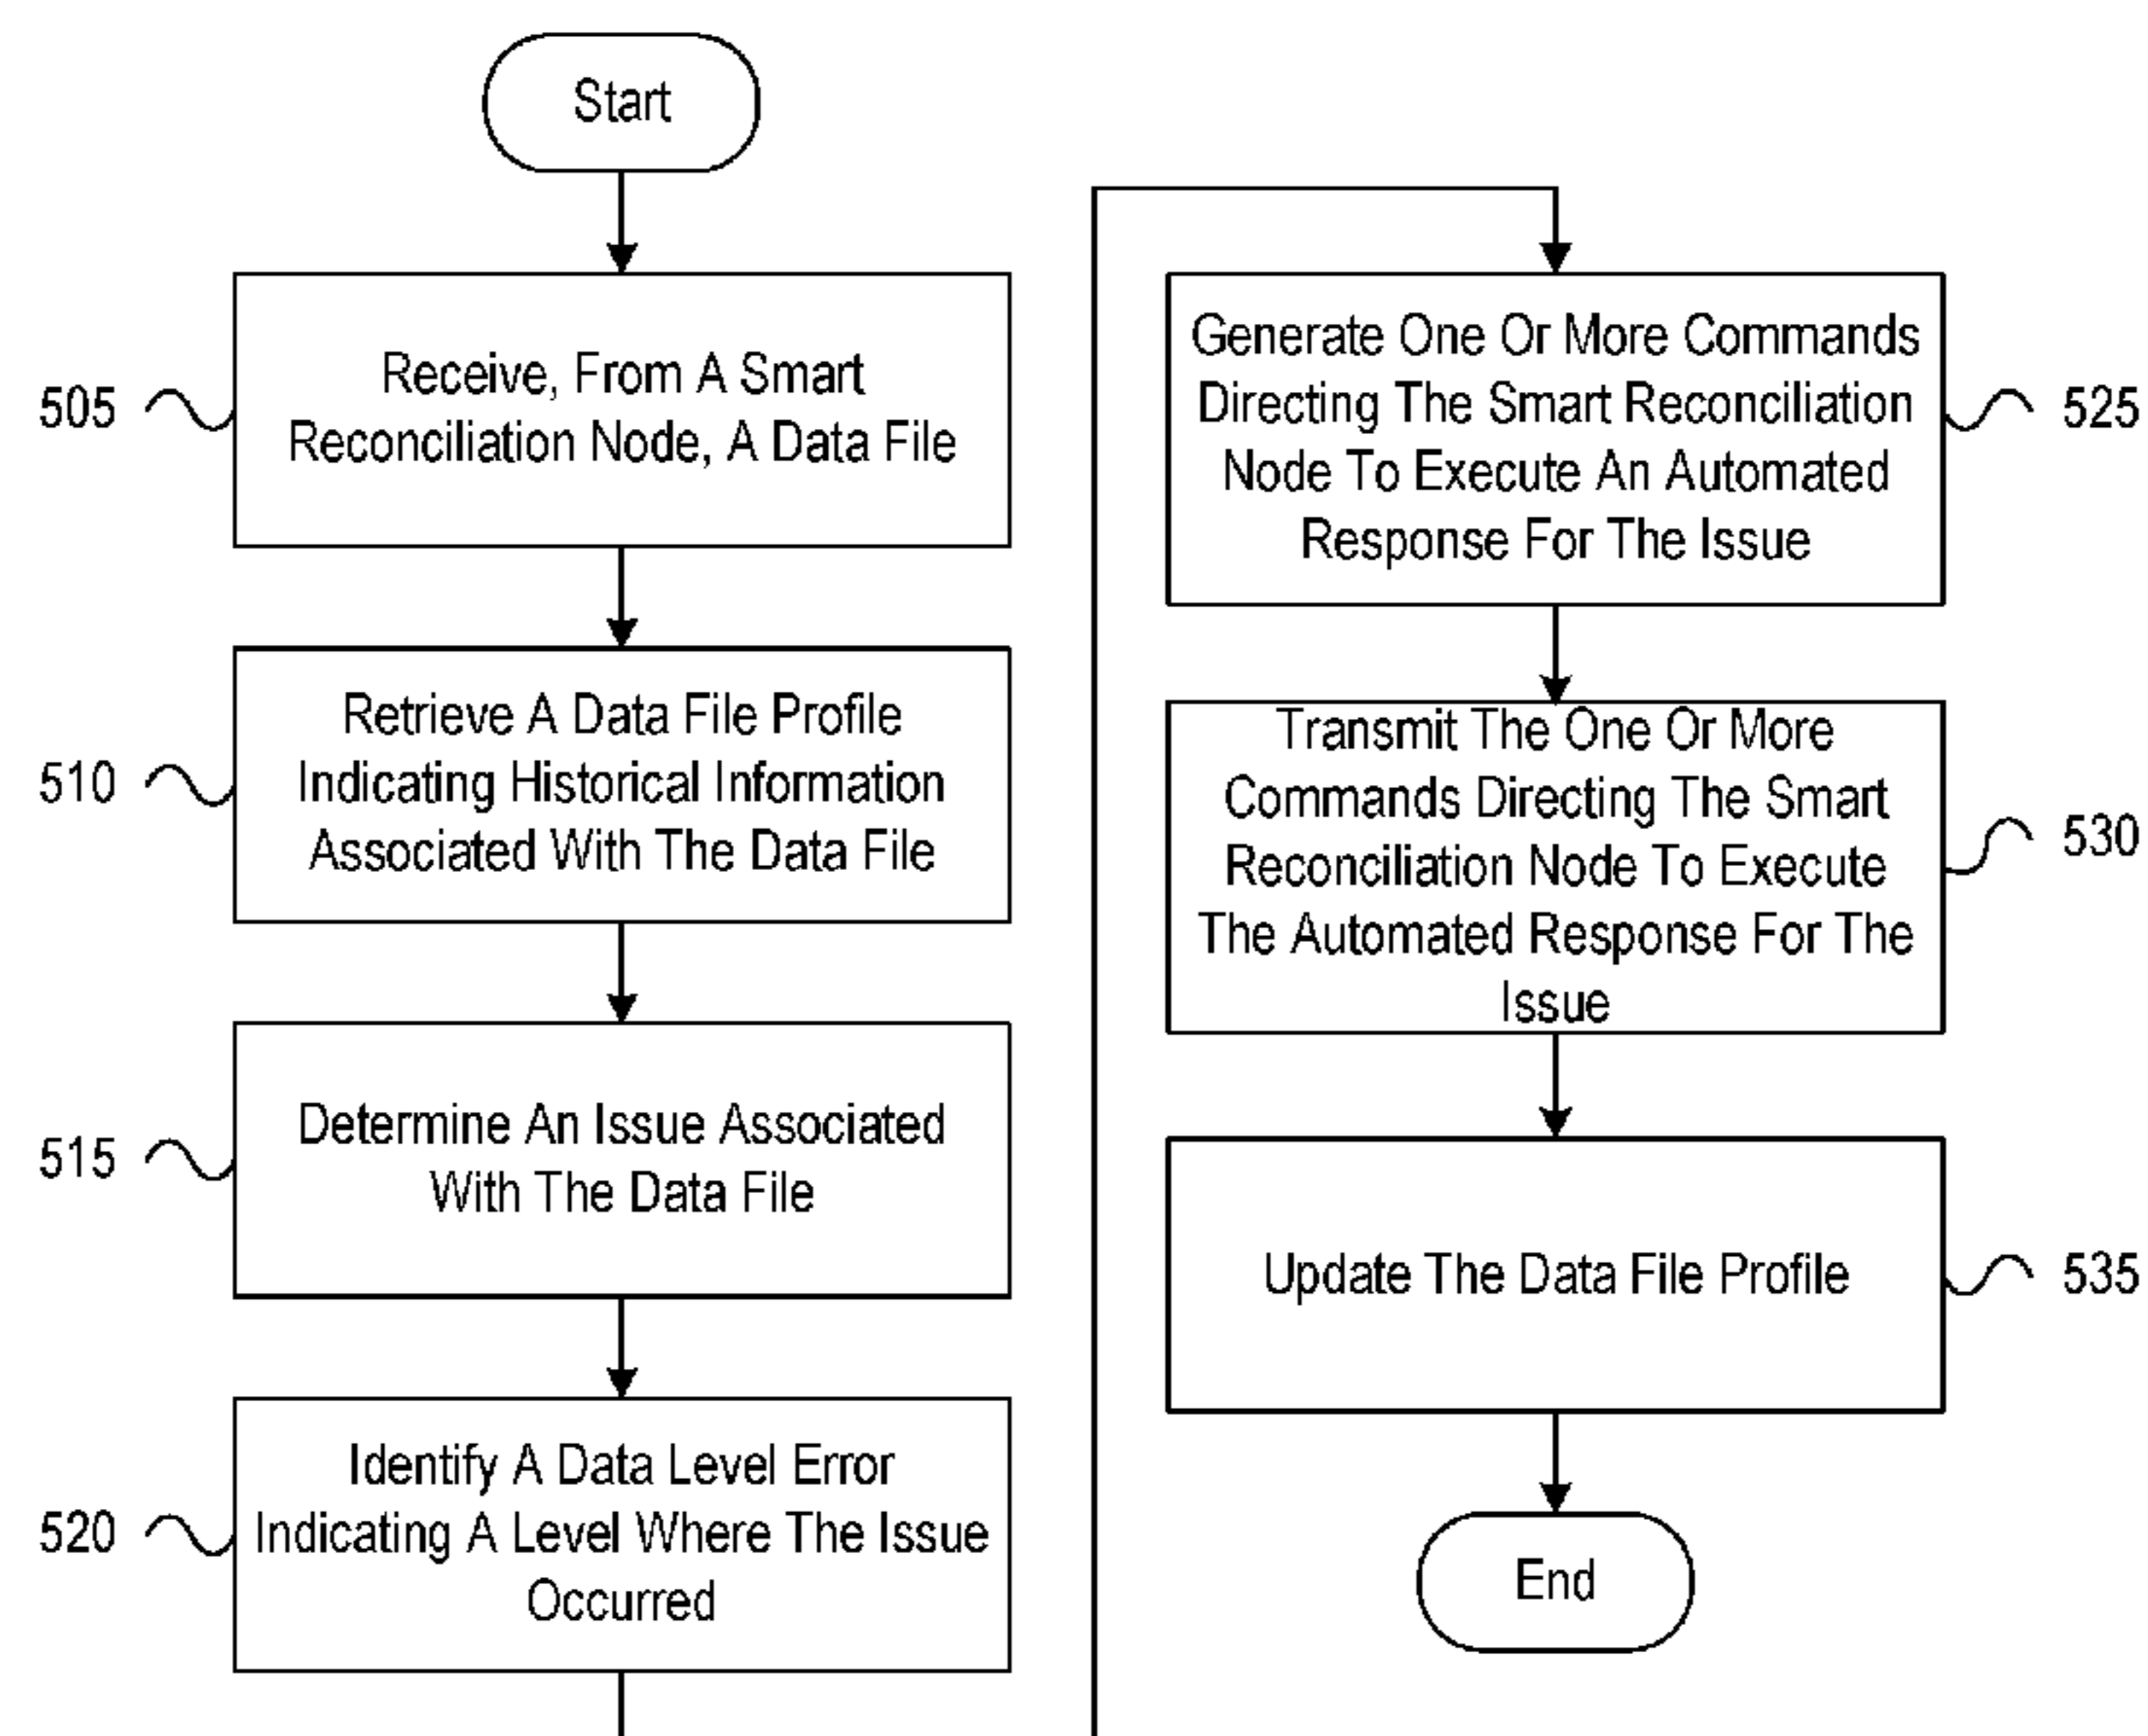 Start
505
Receive, From A Smart
Reconciliation Node, A Data File
510
Retrieve A Data File Profile
Indicating Historical Information
Associated With The Data File
515
Determine An Issue Associated
With The Data File
520
Identify A Data Level Error
Indicating A Level Where The Issue
Occurred
Generate One Or More Commands
Directing The Smart Reconciliation
Node To Execute An Automated
Response For The Issue
525
Transmit The One Or More
Commands Directing The Smart
Reconciliation Node To Execute
The Automated Response For The
Issue
530
Update The Data File Profile
535
End